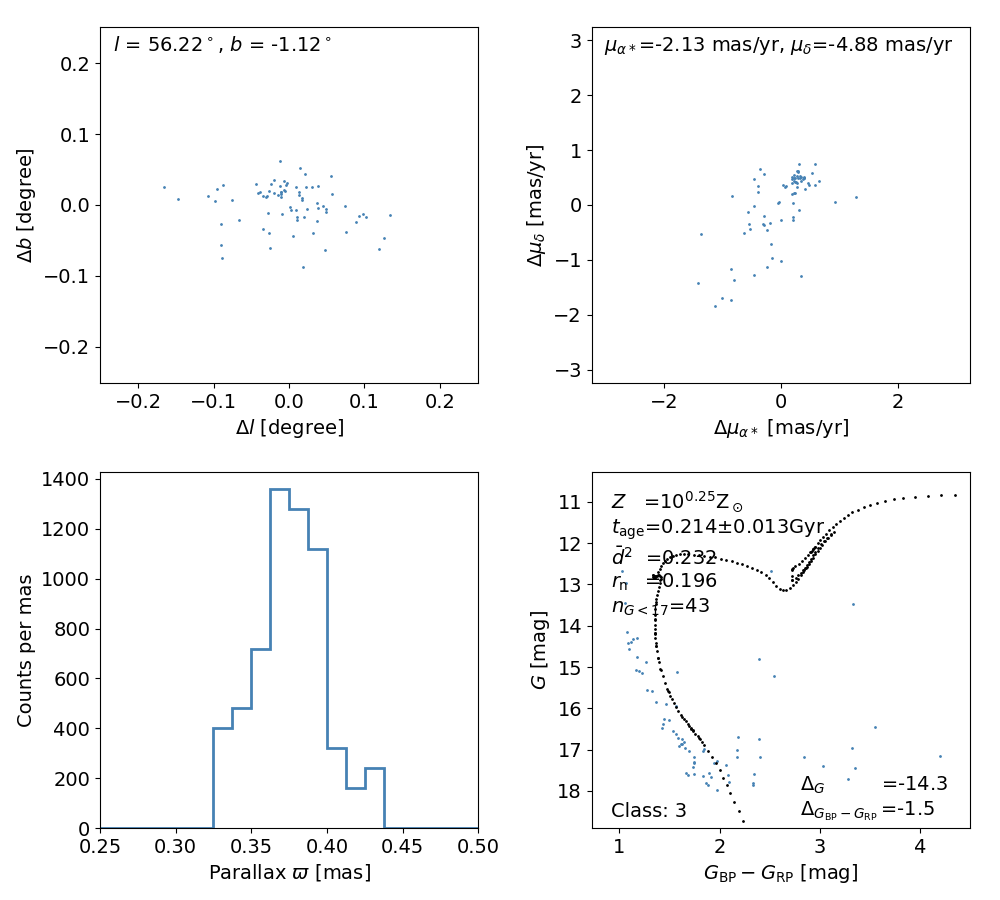 l = 56.22°, b = -1.12°
0.2
0.1
0.0
−0.1
−0.2
Δb [degree]
−0.2 −0.1 0.0 0.1 0.2
Δl [degree]
μα*=-2.13 mas/yr, μδ=-4.88 mas/yr
3
2
1
0
−1
−2
−3
Δμδ [mas/yr]
−2 0 2
Δμα* [mas/yr]
1400
1200
1000
800
600
400
200
0
Counts per mas
0.25 0.30 0.35 0.40 0.45 0.50
Parallax ϖ [mas]
Z =10^0.25 Z⊙
t_age=0.214±0.013Gyr
d̄² =0.232
r_n =0.196
n_G<17=43
Δ_G =-14.3
Δ_GBP−GRP =-1.5
Class: 3
11
12
13
14
15
16
17
18
G [mag]
1 2 3 4
G_BP − G_RP [mag]